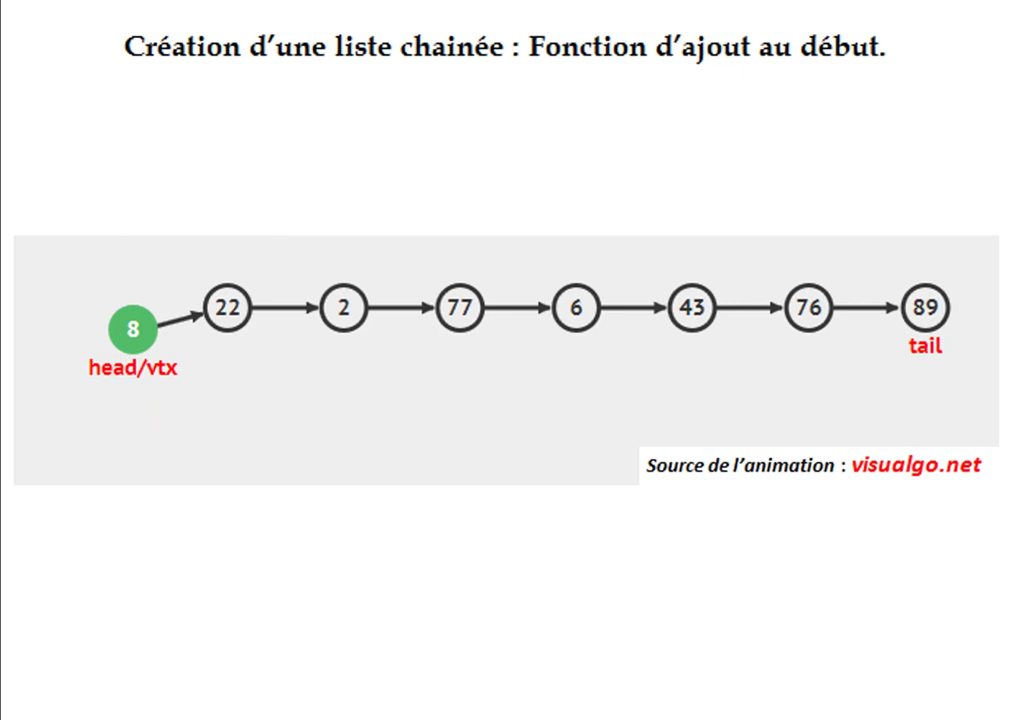 Création d’une liste chainée : Fonction d’ajout au début.
8 22 2 77 6 43 76 89
head/vtx tail
Source de l’animation : visualgo.net